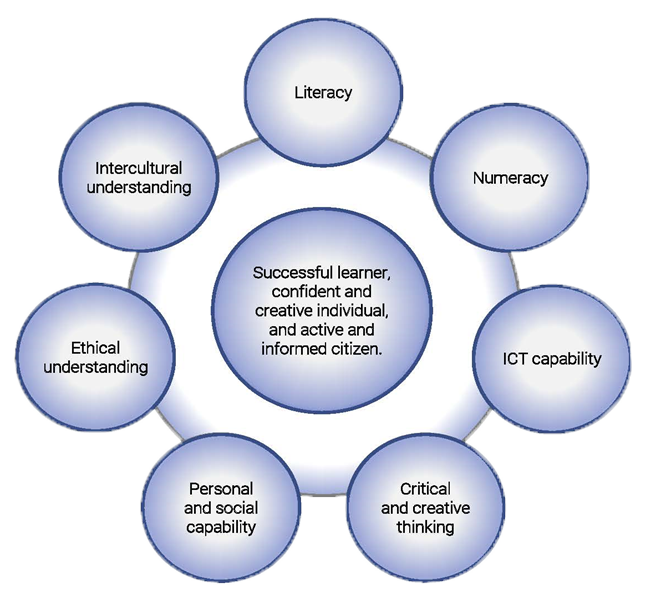 Literacy
Numeracy
ICT capability
Critical
and creative
thinking
Personal
and social
capability
Ethical
understanding
Intercultural
understanding
Successful learner,
confident and
creative individual,
and active and
informed citizen.